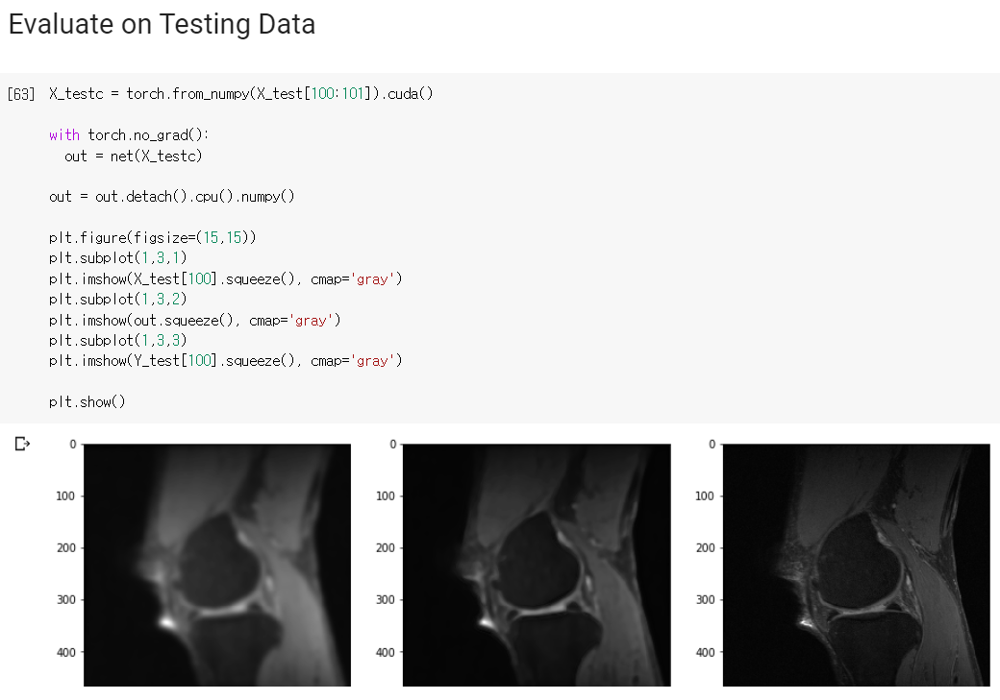 Evaluate on Testing Data
[63] X_testc = torch.from_numpy(X_test[100:101]).cuda()
with torch.no_grad():
out = net(X_testc)
out = out.detach().cpu().numpy()
plt.figure(figsize=(15,15))
plt.subplot(1,3,1)
plt.imshow(X_test[100].squeeze(), cmap='gray')
plt.subplot(1,3,2)
plt.imshow(out.squeeze(), cmap='gray')
plt.subplot(1,3,3)
plt.imshow(Y_test[100].squeeze(), cmap='gray')
plt.show()
0 0 0
100 100 100
200 200 200
300 300 300
400 400 400